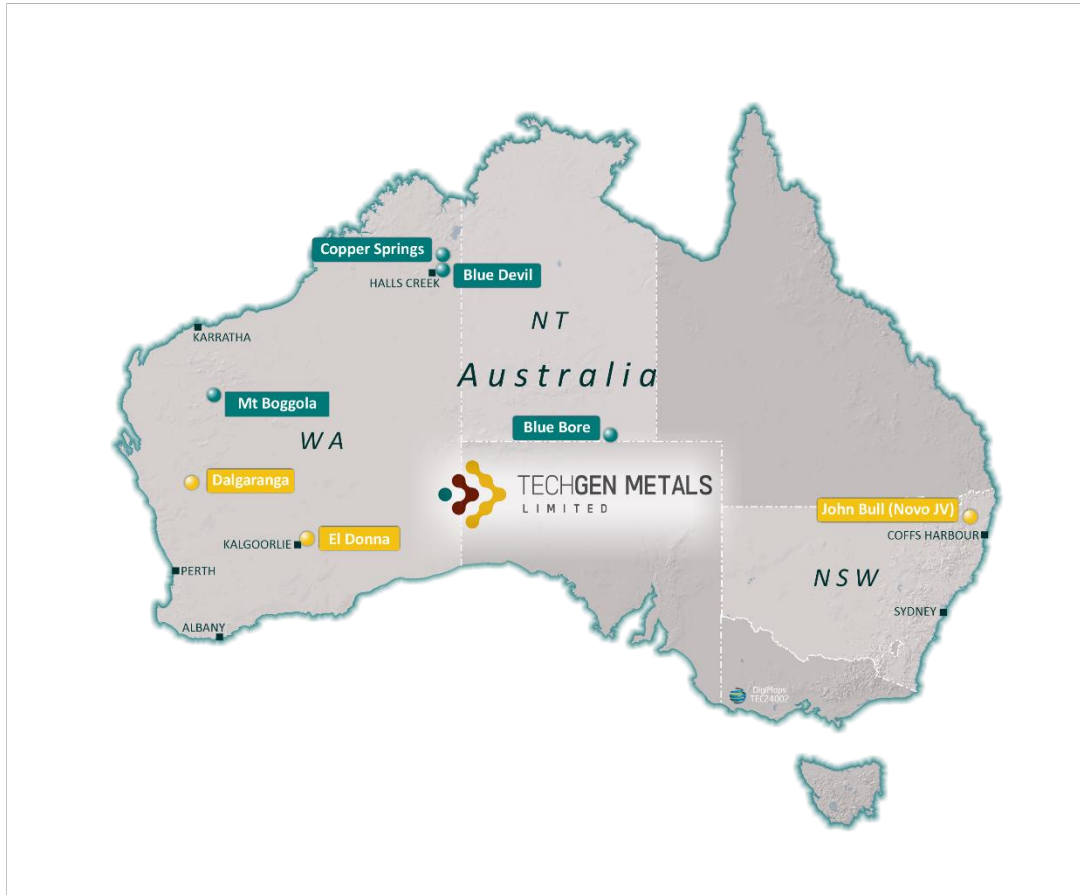 Copper Springs
Blue Devil
HALLS CREEK
NT
KARRATHA
Australia
Mt Boggola
Blue Bore
WA
Dalgaranga
TECHGEN METALS
LIMITED
John Bull (Novo JV)
COFFS HARBOUR
El Donna
KALGOORLIE
PERTH
NSW
SYDNEY
ALBANY
DigiMaps
TEC24002